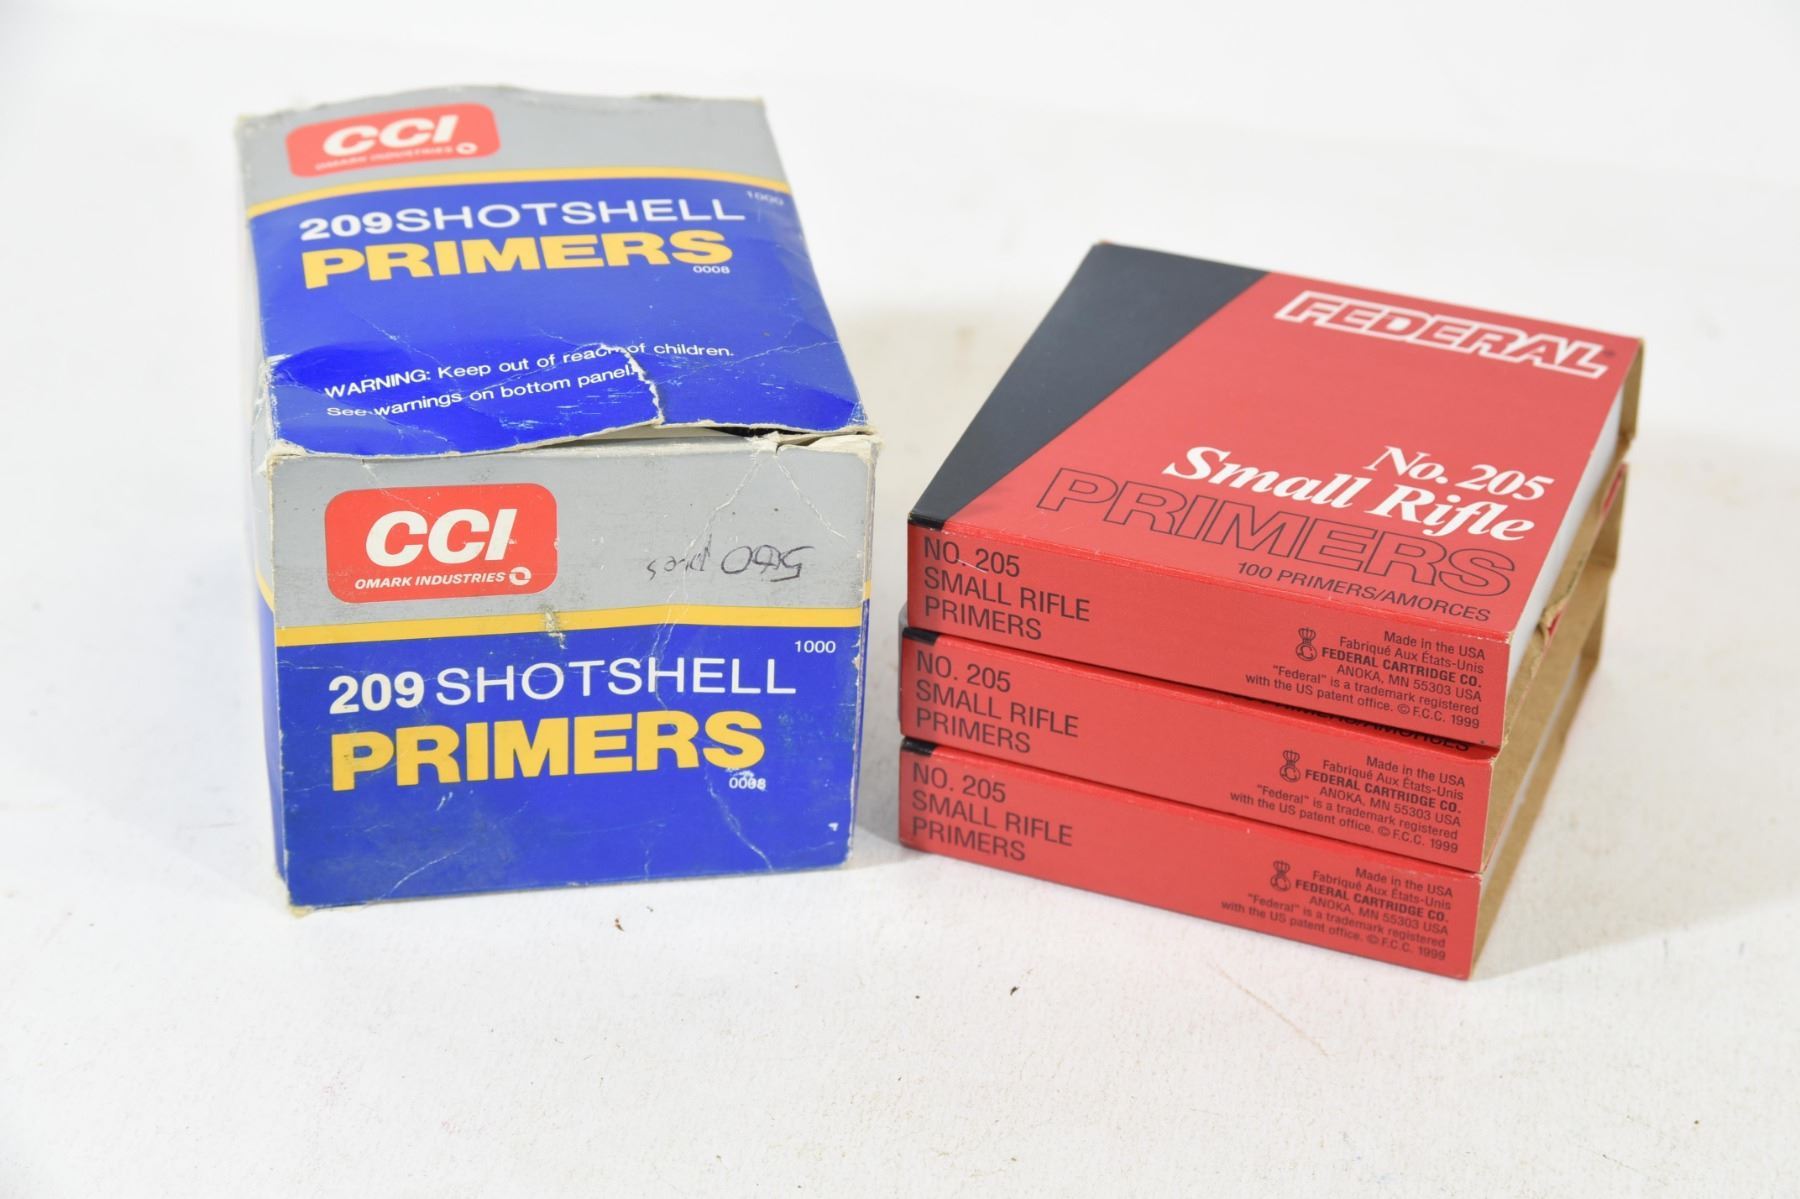 CCI
OMARK INDUSTRIES
1000
209 SHOTSHELL
PRIMERS
0008
WARNING: Keep out of reach of children.
See warnings on bottom panel.
CCI
OMARK INDUSTRIES
500
1000
209 SHOTSHELL
PRIMERS
0008
FEDERAL®
No. 205
Small Rifle
PRIMERS
100 PRIMERS/AMORCES
NO. 205
SMALL RIFLE
PRIMERS
Made in the USA
Fabriqué Aux États-Unis
FEDERAL CARTRIDGE CO.
ANOKA, MN 55303 USA
"Federal" is a trademark registered
with the US patent office. © F.C.C. 1999
PRIMERS/AMORCES
NO. 205
SMALL RIFLE
PRIMERS
Made in the USA
Fabriqué Aux États-Unis
FEDERAL CARTRIDGE CO.
ANOKA, MN 55303 USA
"Federal" is a trademark registered
with the US patent office. © F.C.C. 1999
NO. 205
SMALL RIFLE
PRIMERS
Made in the USA
Fabriqué Aux États-Unis
FEDERAL CARTRIDGE CO.
ANOKA, MN 55303 USA
"Federal" is a trademark registered
with the US patent office. © F.C.C. 1999